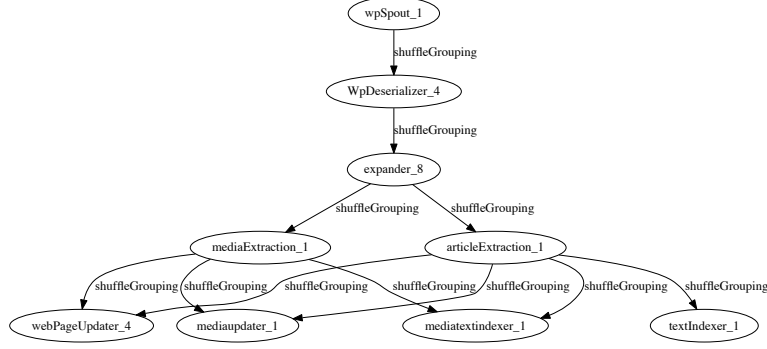 wpSpout_1
shuffleGrouping
WpDeserializer_4
shuffleGrouping
expander_8
shuffleGrouping
shuffleGrouping
mediaExtraction_1
articleExtraction_1
shuffleGrouping
shuffleGrouping
shuffleGrouping
shuffleGrouping
shuffleGrouping
shuffleGrouping
shuffleGrouping
webPageUpdater_4
mediaupdater_1
mediatextindexer_1
textIndexer_1